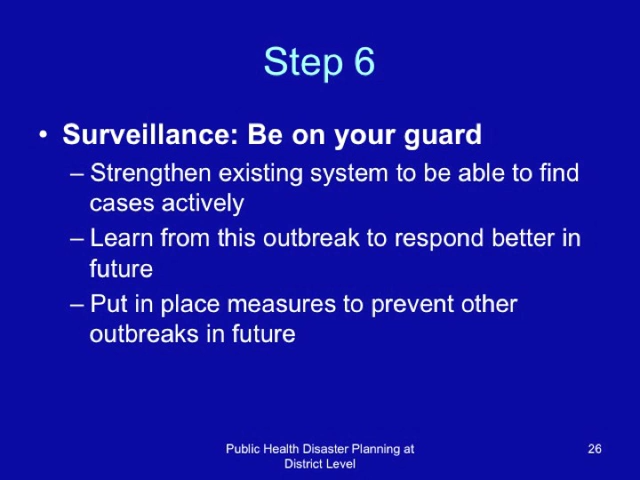 Step 6
• Surveillance: Be on your guard
– Strengthen existing system to be able to find
cases actively
– Learn from this outbreak to respond better in
future
– Put in place measures to prevent other
outbreaks in future
Public Health Disaster Planning at
District Level
26